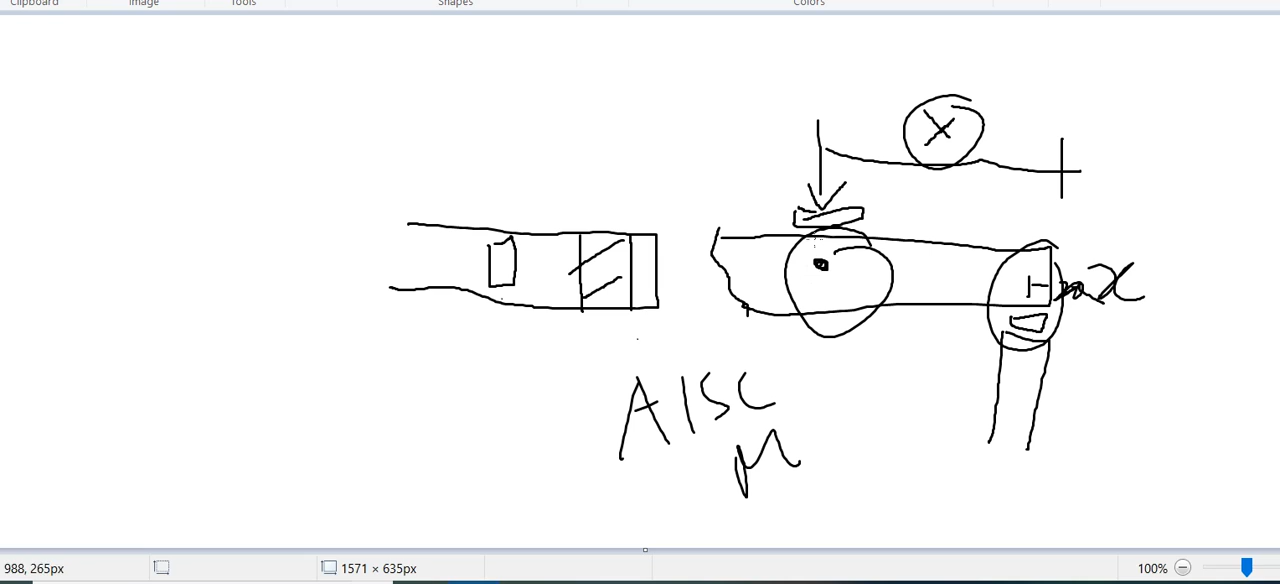 Clipboard Image Tools Shapes Colors
X
x
AISC
M
988, 265px 1571 × 635px 100%